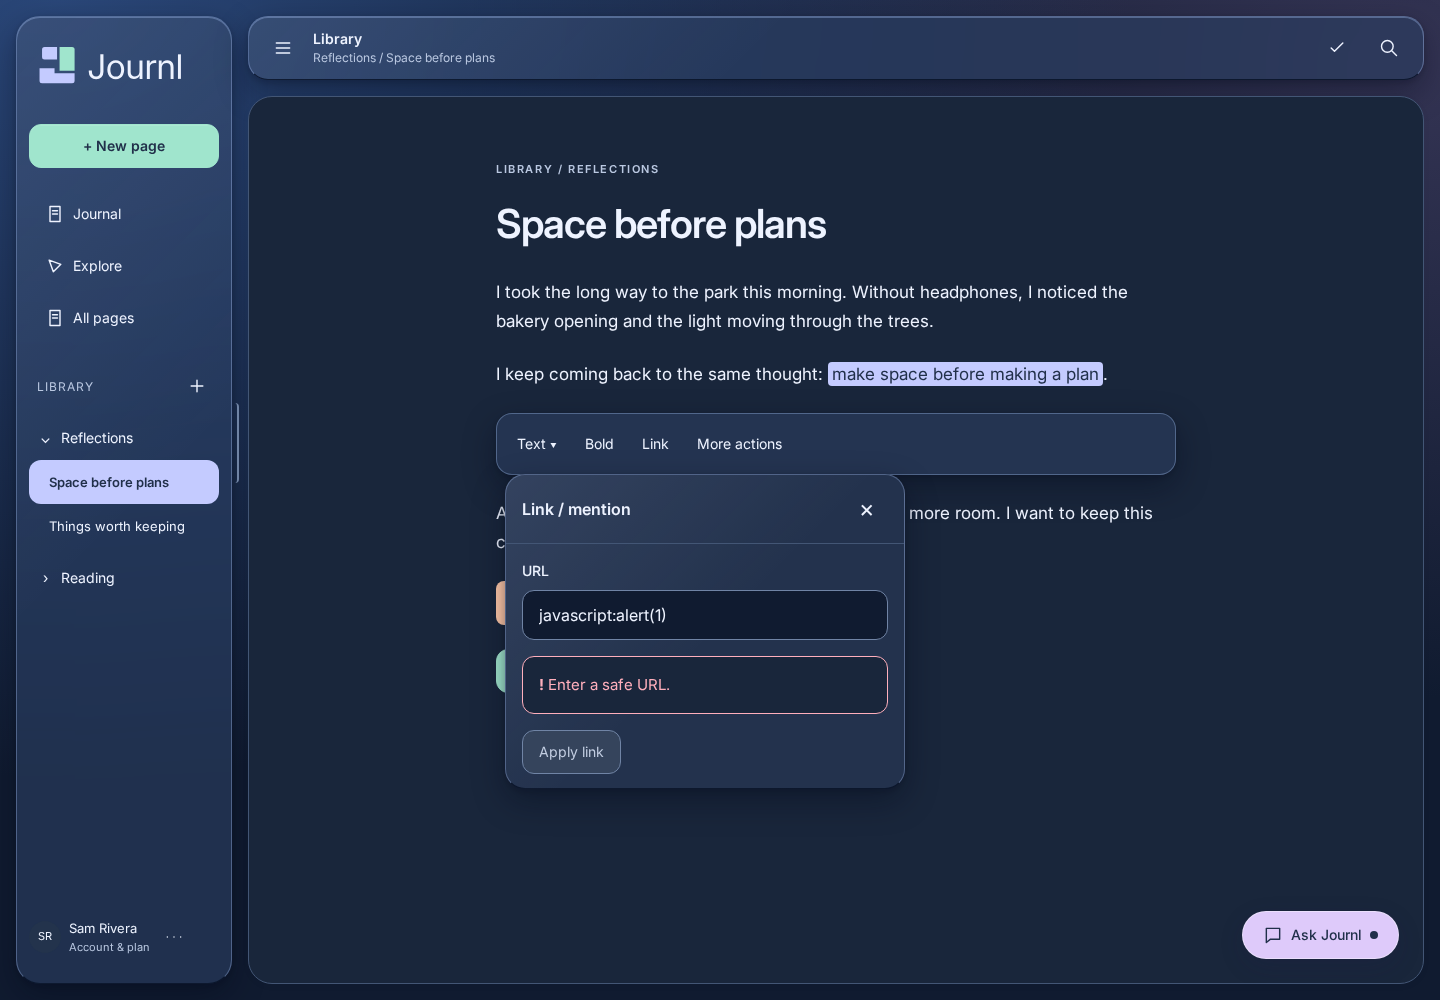 Journl
+ New page
Journal
Explore
All pages
LIBRARY
Reflections
Space before plans
Things worth keeping
Reading
SR
Sam Rivera
Account & plan
Library
Reflections / Space before plans
LIBRARY / REFLECTIONS
Space before plans
I took the long way to the park this morning. Without headphones, I noticed the
bakery opening and the light moving through the trees.
I keep coming back to the same thought: make space before making a plan.
Text
Bold
Link
More actions
A more room. I want to keep this
c
Link / mention
URL
javascript:alert(1)
! Enter a safe URL.
Apply link
Ask Journl